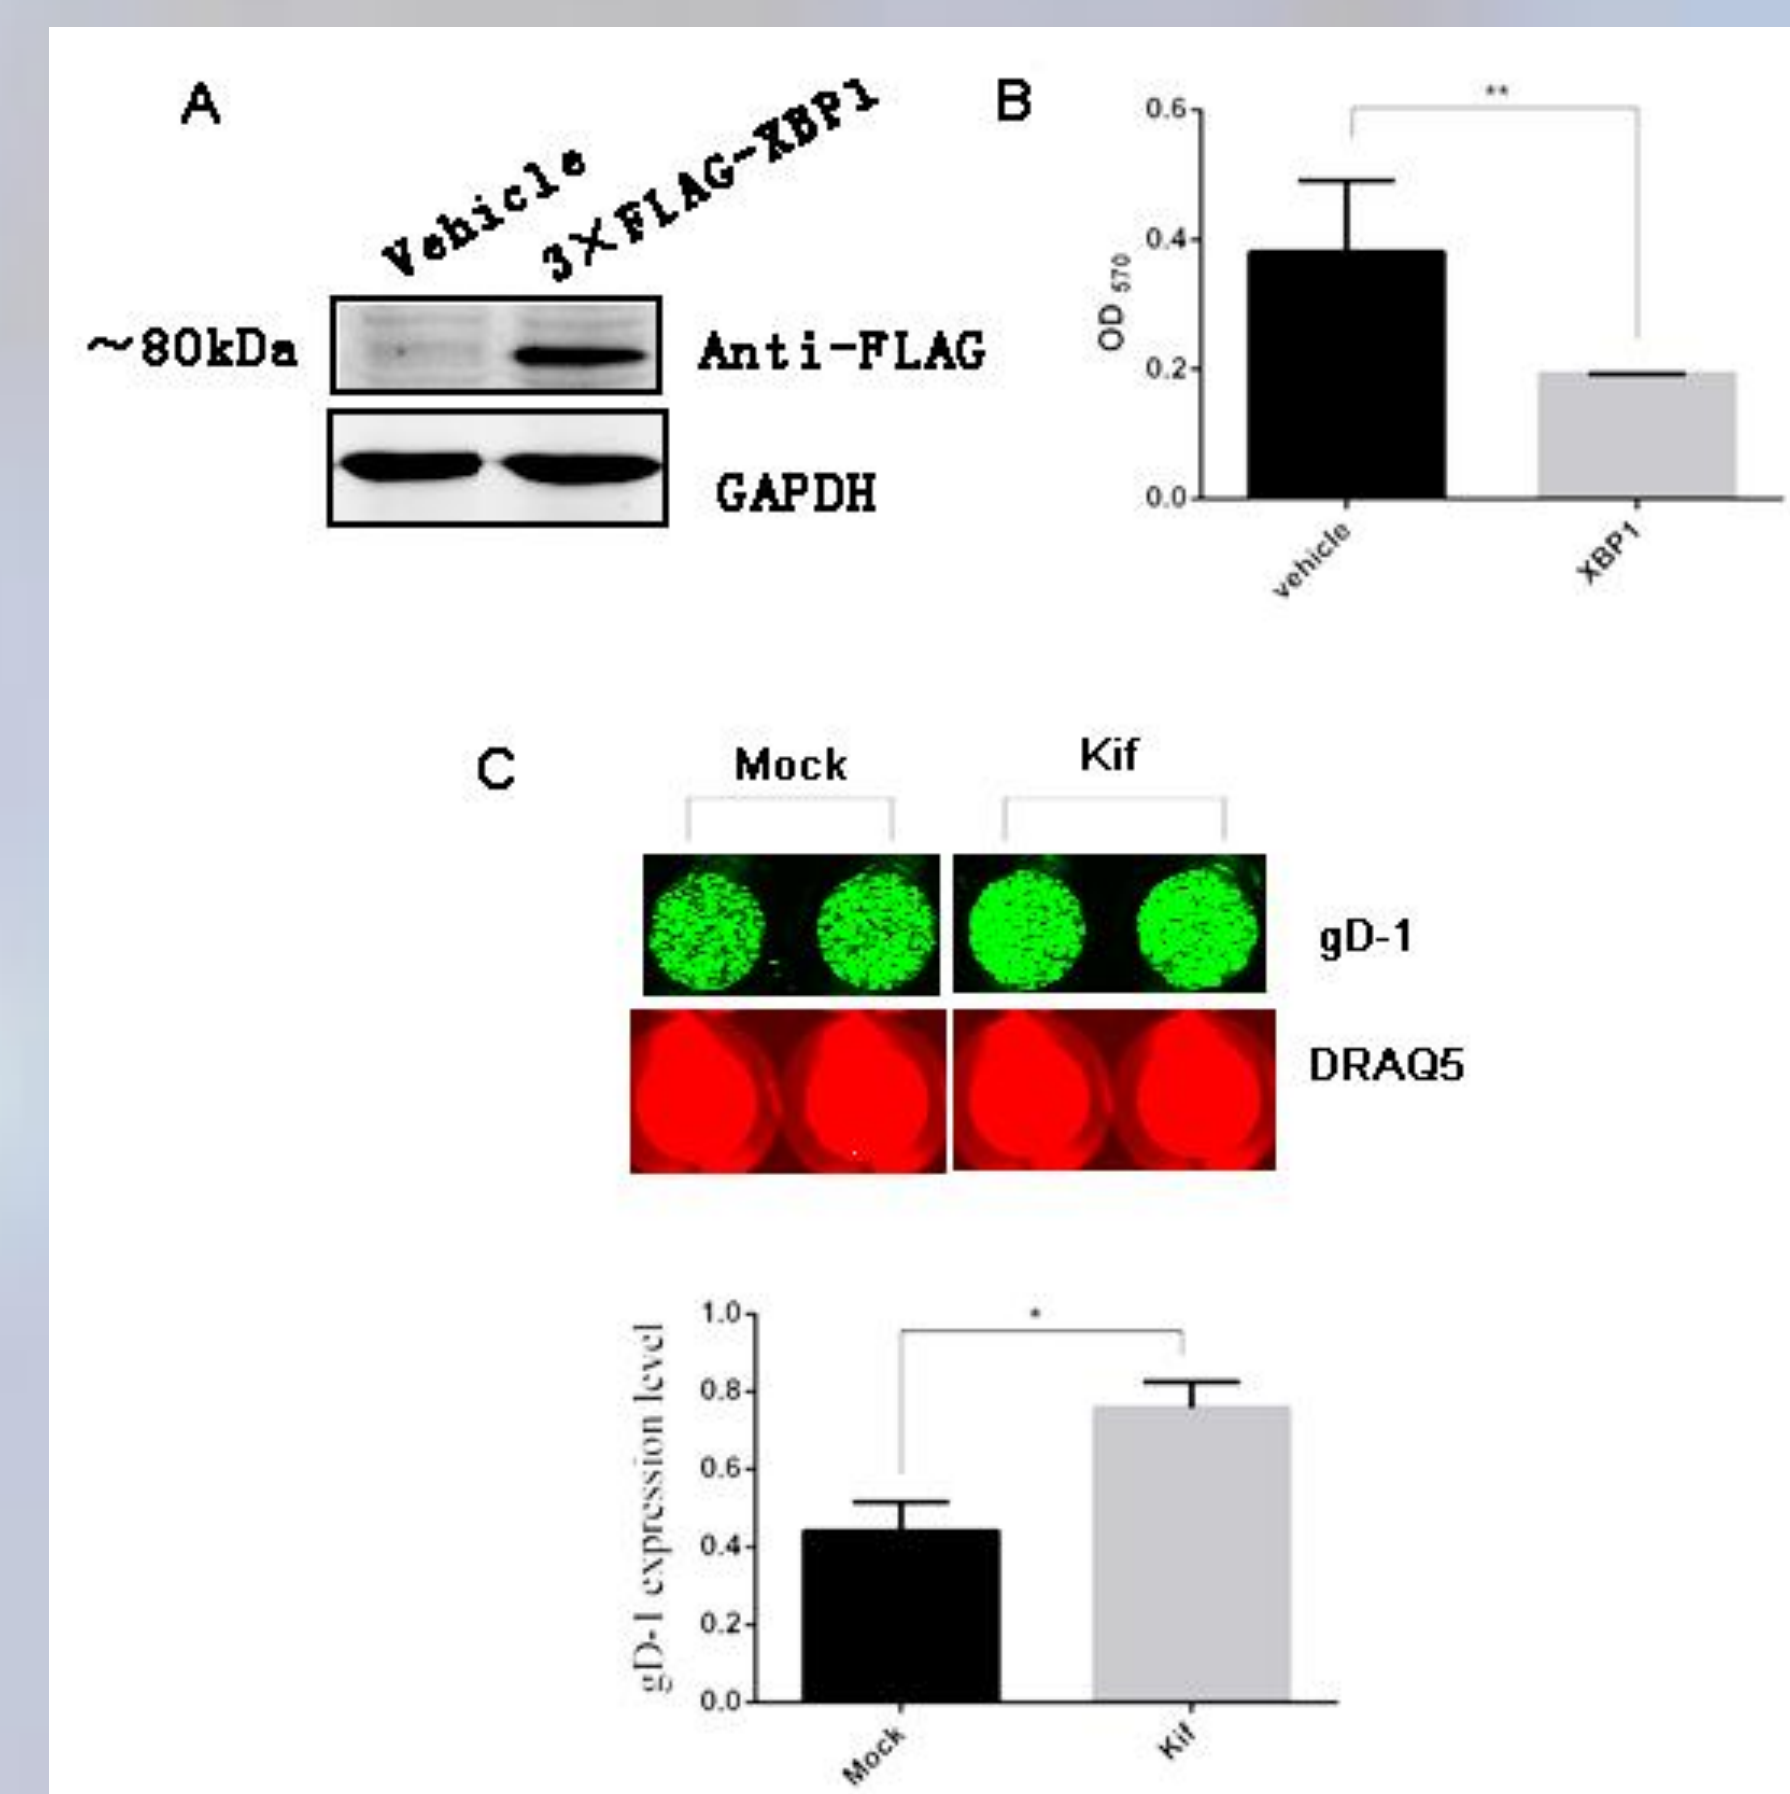 A
Vehicle
3×FLAG-XBP1
~80kDa
Anti-FLAG
GAPDH
B
**
0.6
0.4
0.2
0.0
OD 570
vehicle
XBP1
C
Mock
Kif
gD-1
DRAQ5
*
1.0
0.8
0.6
0.4
0.2
0.0
gD-1 expression level
Mock
Kif